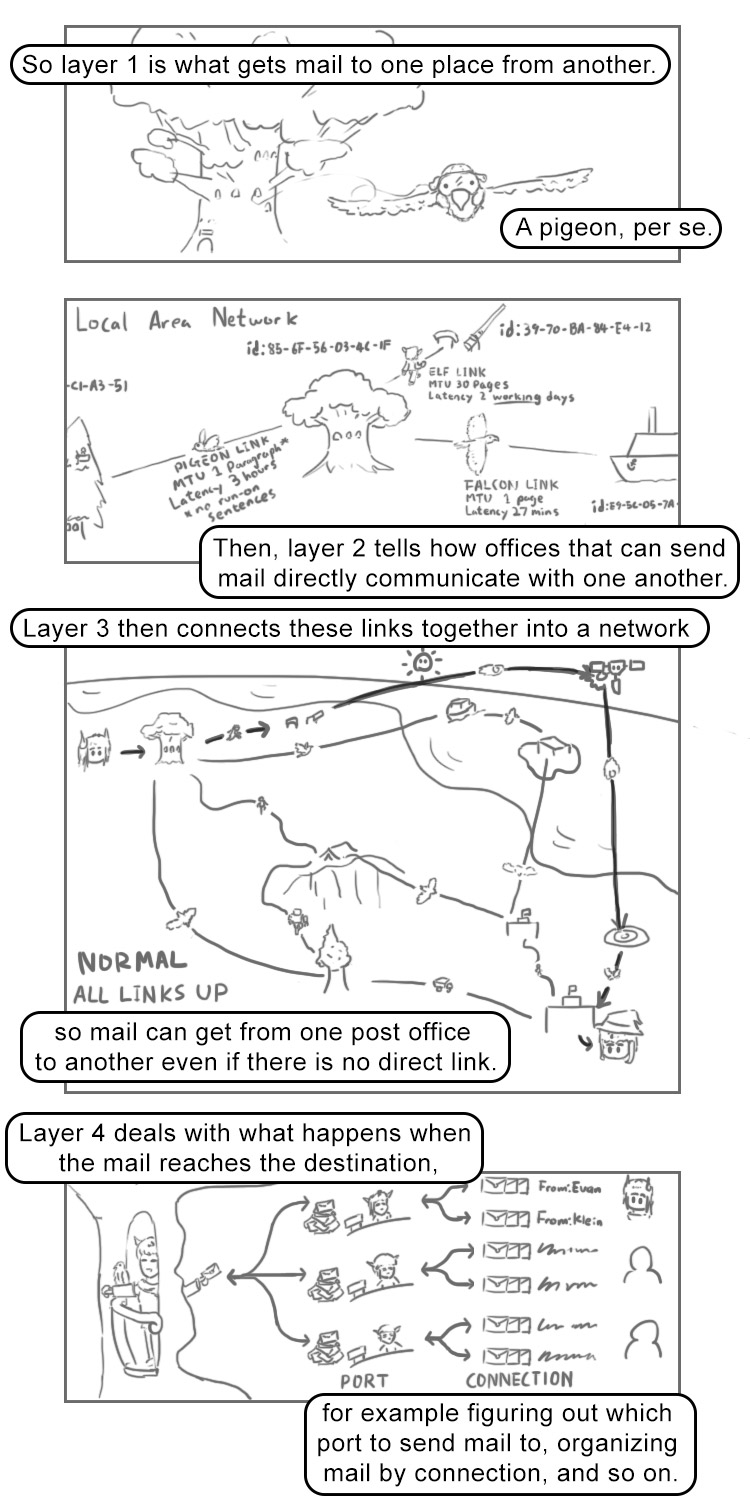 So layer 1 is what gets mail to one place from another.
A pigeon, per se.
Local Area Network
id:85-6F-56-03-4C-1F
id:39-70-BA-84-E4-12
-C1-A3-51
ELF LINK
MTU 30 Pages
Latency 2 working days
PIGEON LINK
MTU 1 Paragraph*
Latency 3 hours
*no run-on
sentences
FALCON LINK
MTU 1 page
Latency 27 mins
id:E9-5C-05-7A-
Then, layer 2 tells how offices that can send
mail directly communicate with one another.
Layer 3 then connects these links together into a network
NORMAL
ALL LINKS UP
so mail can get from one post office
to another even if there is no direct link.
Layer 4 deals with what happens when
the mail reaches the destination,
From:Evan
From:Klein
PORT
CONNECTION
for example figuring out which
port to send mail to, organizing
mail by connection, and so on.